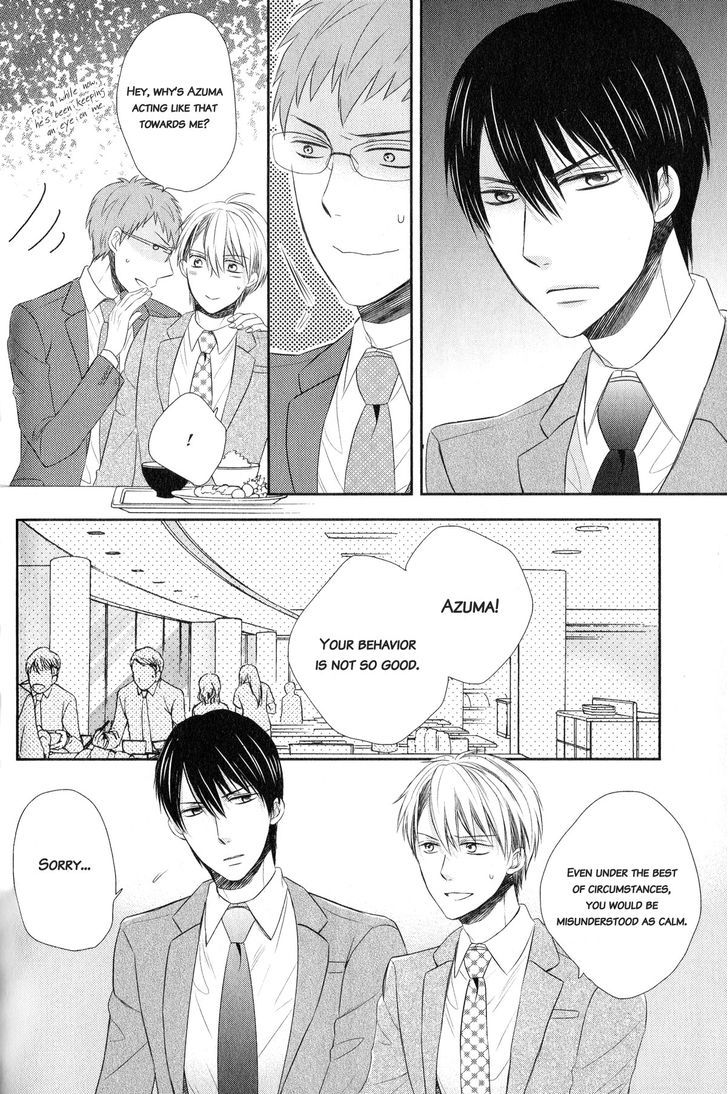 HEY, WHY'S AZUMA
ACTING LIKE THAT
TOWARDS ME?
For a while now,
he's been keeping
an eye on me.
!
AZUMA!
YOUR BEHAVIOR
IS NOT SO GOOD.
EVEN UNDER THE BEST
OF CIRCUMSTANCES,
YOU WOULD BE
MISUNDERSTOOD AS CALM.
SORRY...